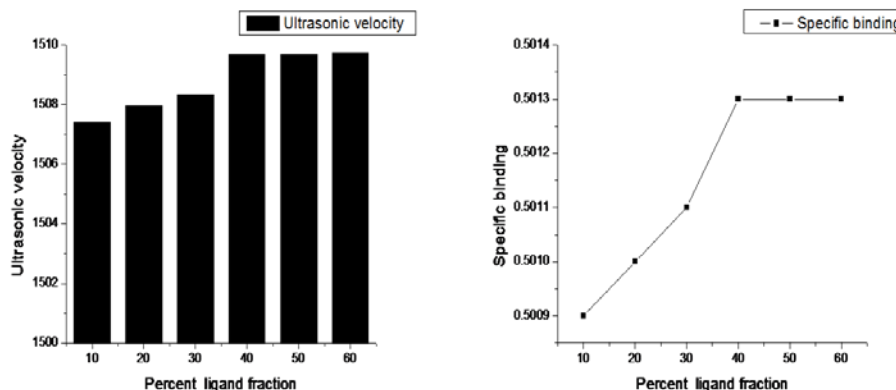 Ultrasonic velocity
1510
1508
1506
1504
1502
1500
Ultrasonic velocity
10 20 30 40 50 60
Percent ligand fraction
Specific binding
0.5014
0.5013
0.5012
0.5011
0.5010
0.5009
Specific binding
10 20 30 40 50 60
Percent ligand fraction